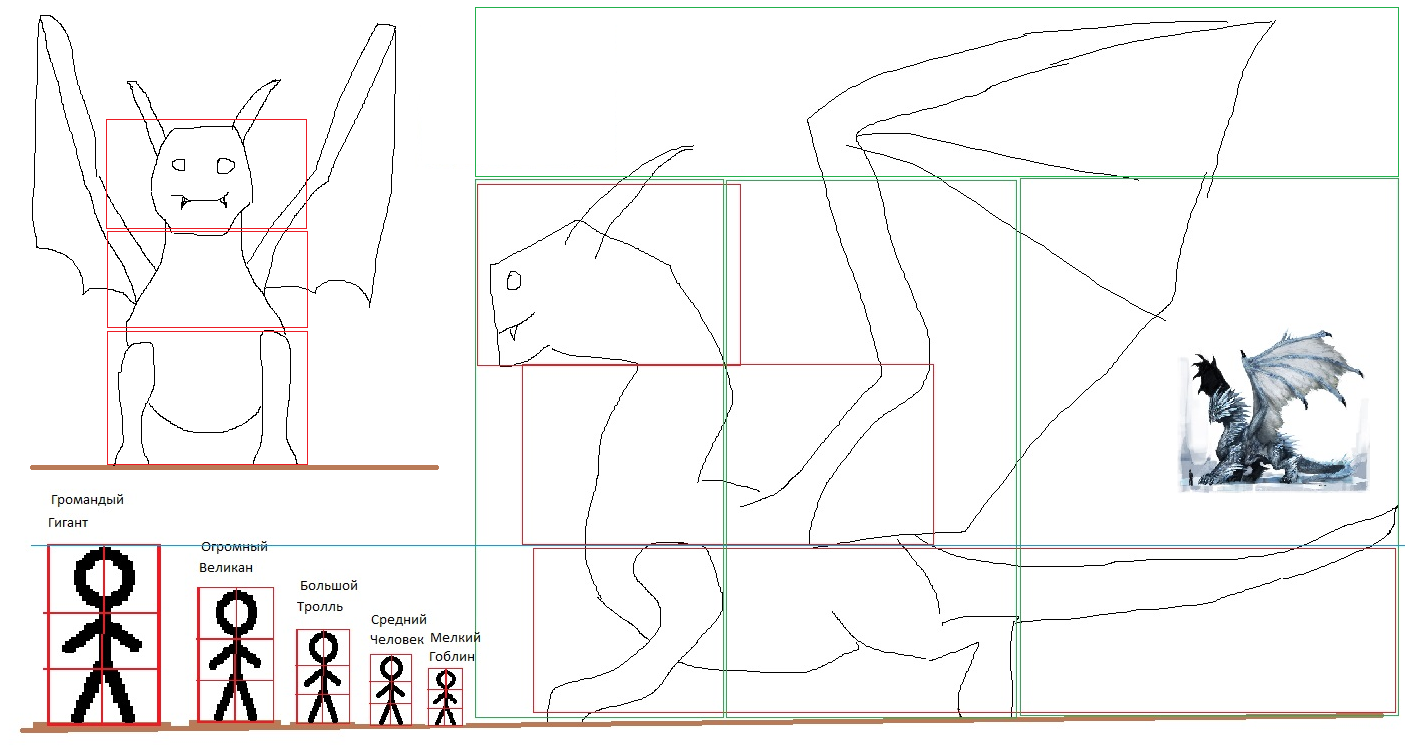 Громандый
Гигант
Огромный
Великан
Большой
Тролль
Средний
Человек
Мелкий
Гоблин